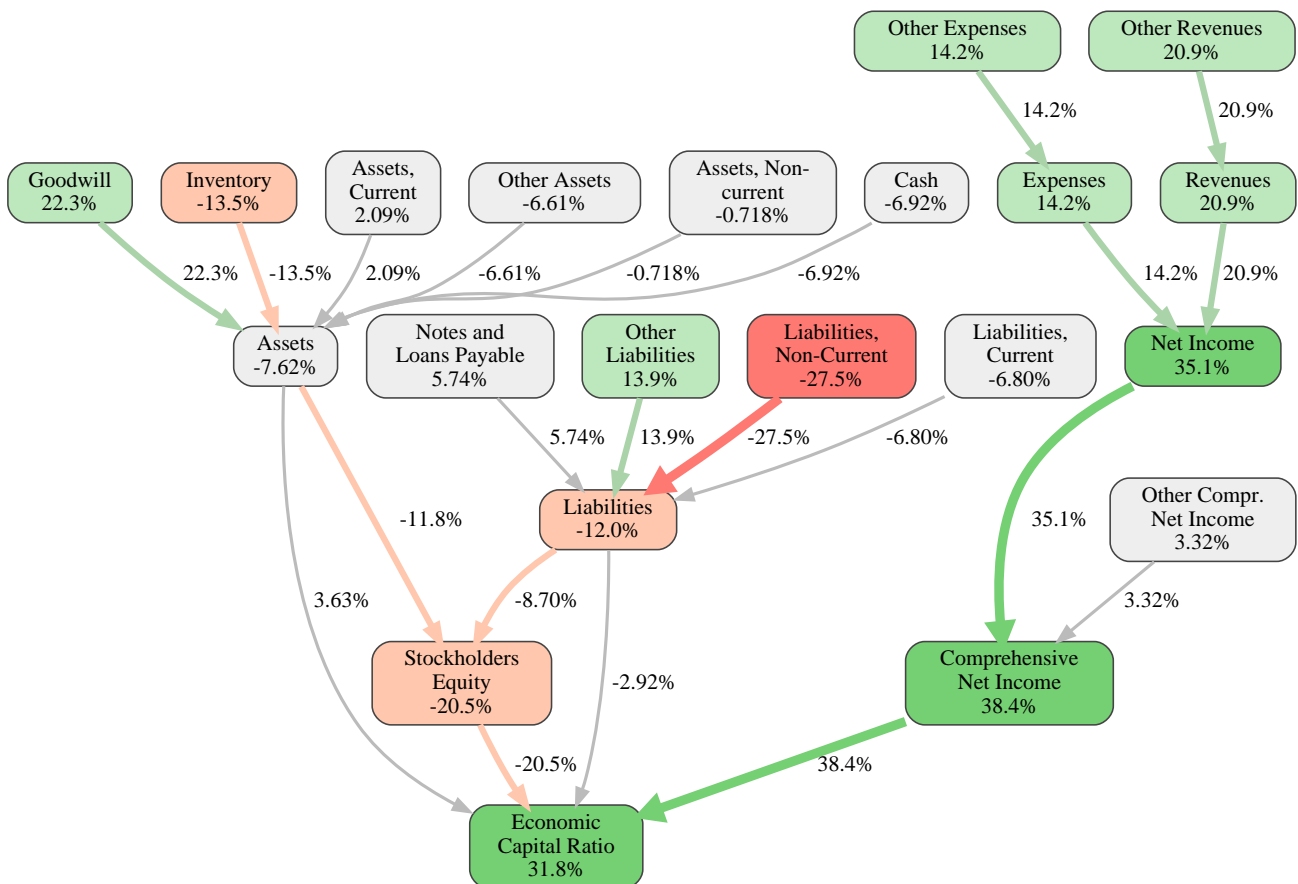 Other Expenses
14.2%
Other Revenues
20.9%
14.2%
20.9%
Goodwill
22.3%
Inventory
-13.5%
Assets,
Current
2.09%
Other Assets
-6.61%
Assets, Non-
current
-0.718%
Cash
-6.92%
Expenses
14.2%
Revenues
20.9%
22.3%
-13.5%
2.09%
-6.61%
-0.718%
-6.92%
14.2%
20.9%
Assets
-7.62%
Notes and
Loans Payable
5.74%
Other
Liabilities
13.9%
Liabilities,
Non-Current
-27.5%
Liabilities,
Current
-6.80%
Net Income
35.1%
5.74%
13.9%
-27.5%
-6.80%
Liabilities
-12.0%
-11.8%
35.1%
Other Compr.
Net Income
3.32%
3.63%
-8.70%
3.32%
Stockholders
Equity
-20.5%
-2.92%
Comprehensive
Net Income
38.4%
-20.5%
38.4%
Economic
Capital Ratio
31.8%